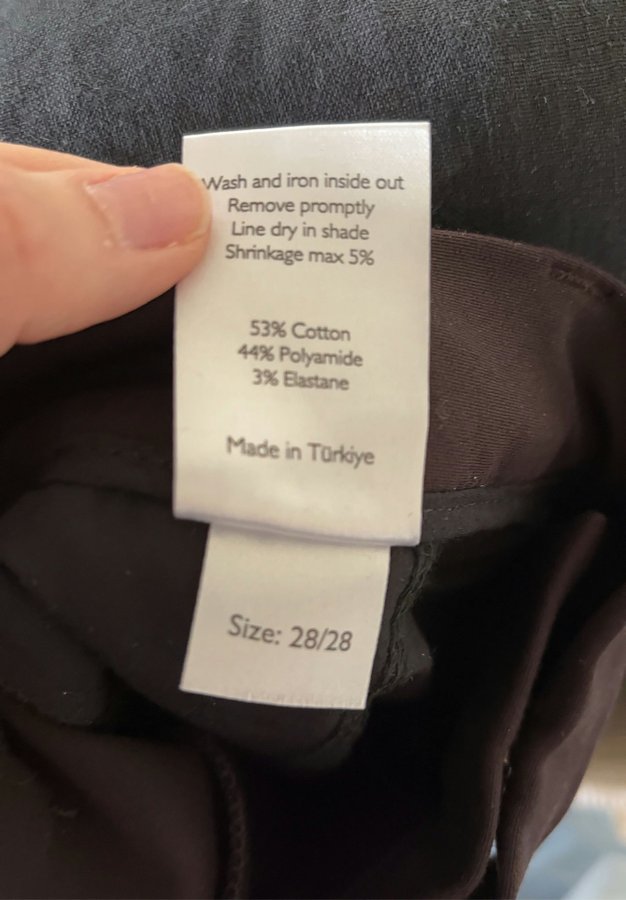 Wash and iron inside out
Remove promptly
Line dry in shade
Shrinkage max 5%
53% Cotton
44% Polyamide
3% Elastane
Made in Türkiye
Size: 28/28